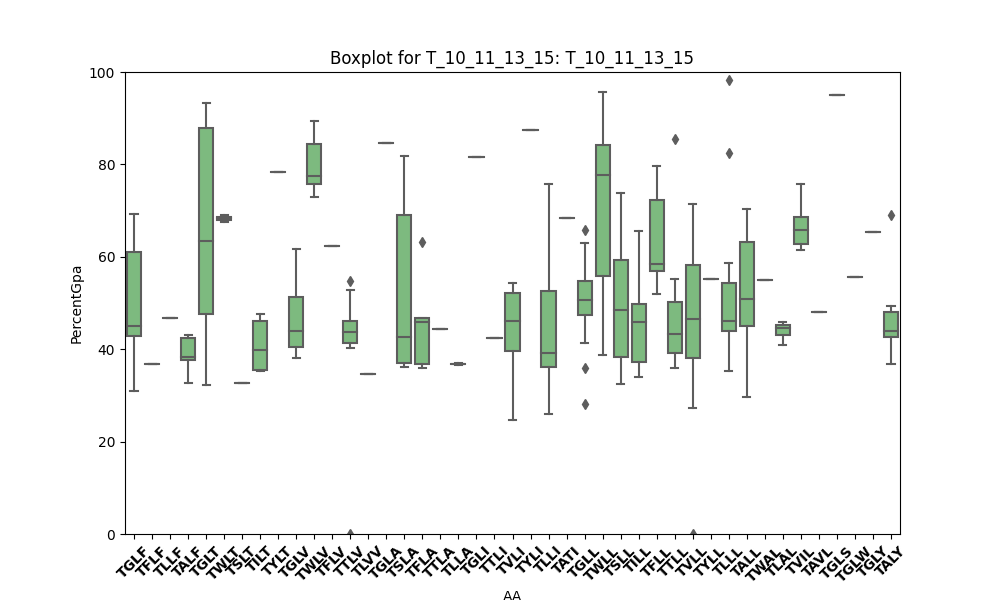 Boxplot for T_10_11_13_15: T_10_11_13_15
PercentGpa
100
80
60
40
20
0
TGLF
TFLF
TLLF
TALF
TGLT
TWLT
TSLT
TILT
TYLT
TGLV
TWLV
TFLV
TTLV
TLVV
TGLA
TSLA
TFLA
TTLA
TLLA
TGLI
TTLI
TVLI
TYLI
TLLI
TATI
TGLL
TWLL
TSLL
TILL
TFLL
TTLL
TVLL
TYLL
TLLL
TALL
TWAL
TLAL
TVIL
TAVL
TGLS
TGLW
TGLY
TALY
AA